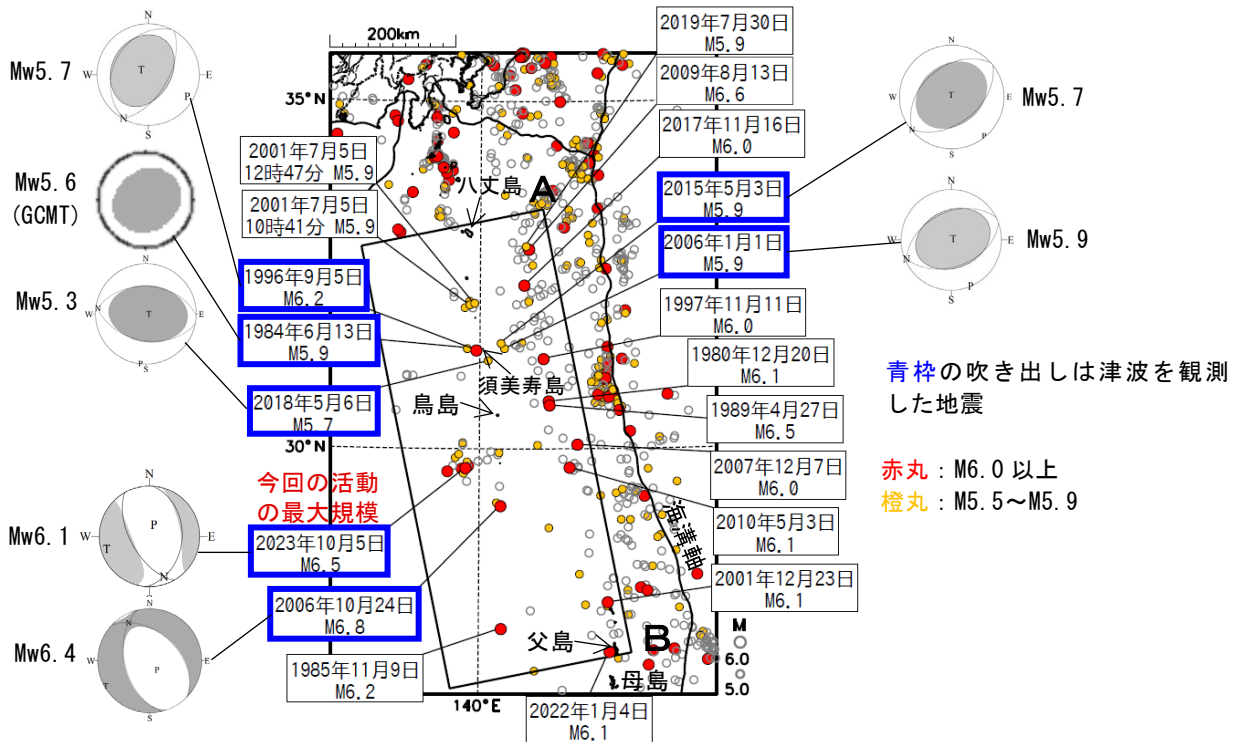 Mw5.7
N
W
T
E
P
N
S
Mw5.6
(GCMT)
Mw5.3
N
W
N
T
E
P
S
Mw6.1
N
W
P
E
T
N
S
Mw6.4
N
N
W
P
E
T
S
200km
35°N
30°N
140°E
2001年7月5日
12時47分 M5.9
2001年7月5日
10時41分 M5.9
1996年9月5日
M6.2
1984年6月13日
M5.9
2018年5月6日
M5.7
今回の活動
の最大規模
2023年10月5日
M6.5
2006年10月24日
M6.8
1985年11月9日
M6.2
八丈島
A
須美寿島
鳥島
海溝軸
父島
B
母島
2019年7月30日
M5.9
2009年8月13日
M6.6
2017年11月16日
M6.0
2015年5月3日
M5.9
2006年1月1日
M5.9
1997年11月11日
M6.0
1980年12月20日
M6.1
1989年4月27日
M6.5
2007年12月7日
M6.0
2010年5月3日
M6.1
2001年12月23日
M6.1
2022年1月4日
M6.1
M
6.0
5.0
N
W
T
E
N
P
S
Mw5.7
N
W
T
E
N
P
S
Mw5.9
青枠の吹き出しは津波を観測
した地震
赤丸：M6.0 以上
橙丸：M5.5～M5.9